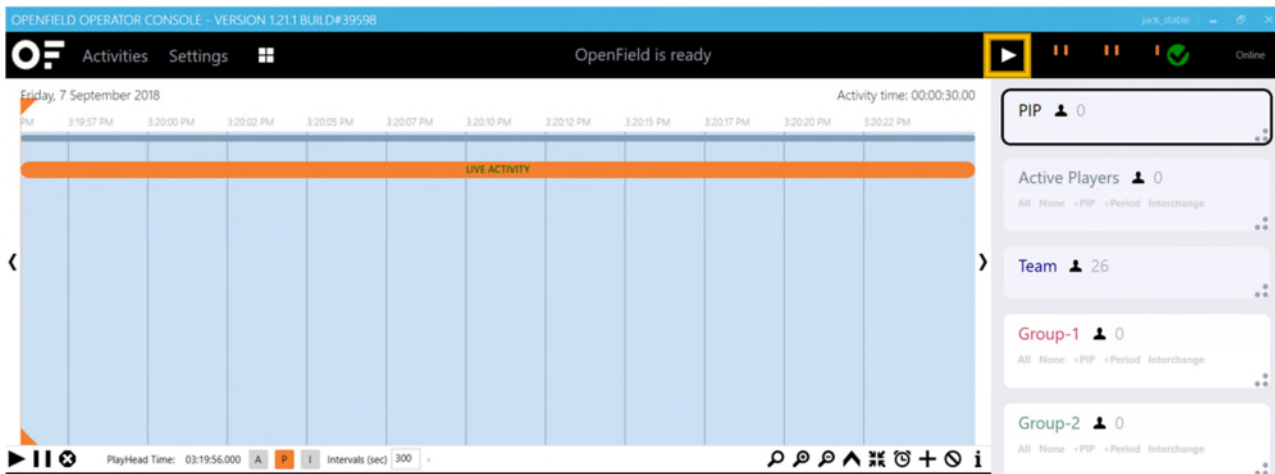 OPENFIELD OPERATOR CONSOLE - VERSION 1.21.1 BUILD#39598 jack_stable
OF Activities Settings OpenField is ready Online
Friday, 7 September 2018 Activity time: 00:00:30.00
PM 3:19:57 PM 3:20:00 PM 3:20:02 PM 3:20:05 PM 3:20:07 PM 3:20:10 PM 3:20:12 PM 3:20:15 PM 3:20:17 PM 3:20:20 PM 3:20:22 PM
LIVE ACTIVITY
PIP 0
Active Players 0
All None +PIP +Period Interchange
Team 26
Group-1 0
All None +PIP +Period Interchange
Group-2 0
All None +PIP +Period Interchange
PlayHead Time: 03:19:56.000 A P I Intervals (sec) 300